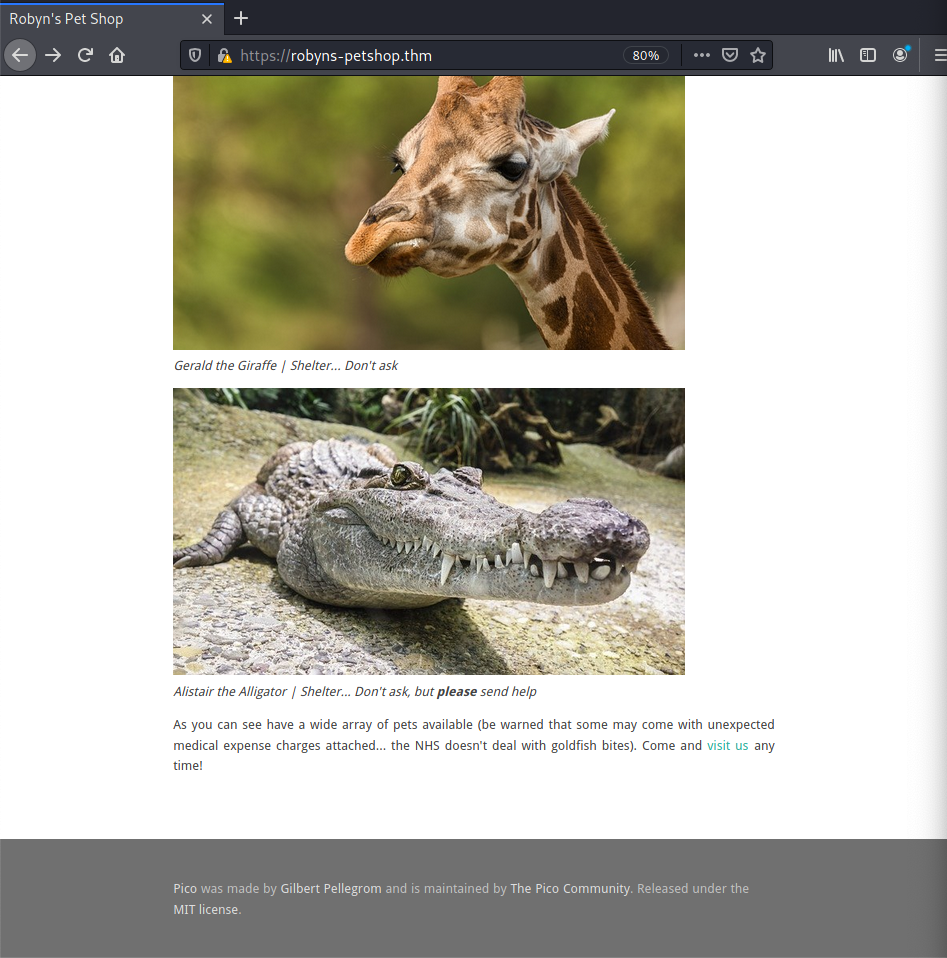 Robyn's Pet Shop
https://robyns-petshop.thm
80%
Gerald the Giraffe | Shelter... Don't ask
Alistair the Alligator | Shelter... Don't ask, but please send help
As you can see have a wide array of pets available (be warned that some may come with unexpected
medical expense charges attached... the NHS doesn't deal with goldfish bites). Come and visit us any
time!
Pico was made by Gilbert Pellegrom and is maintained by The Pico Community. Released under the
MIT license.